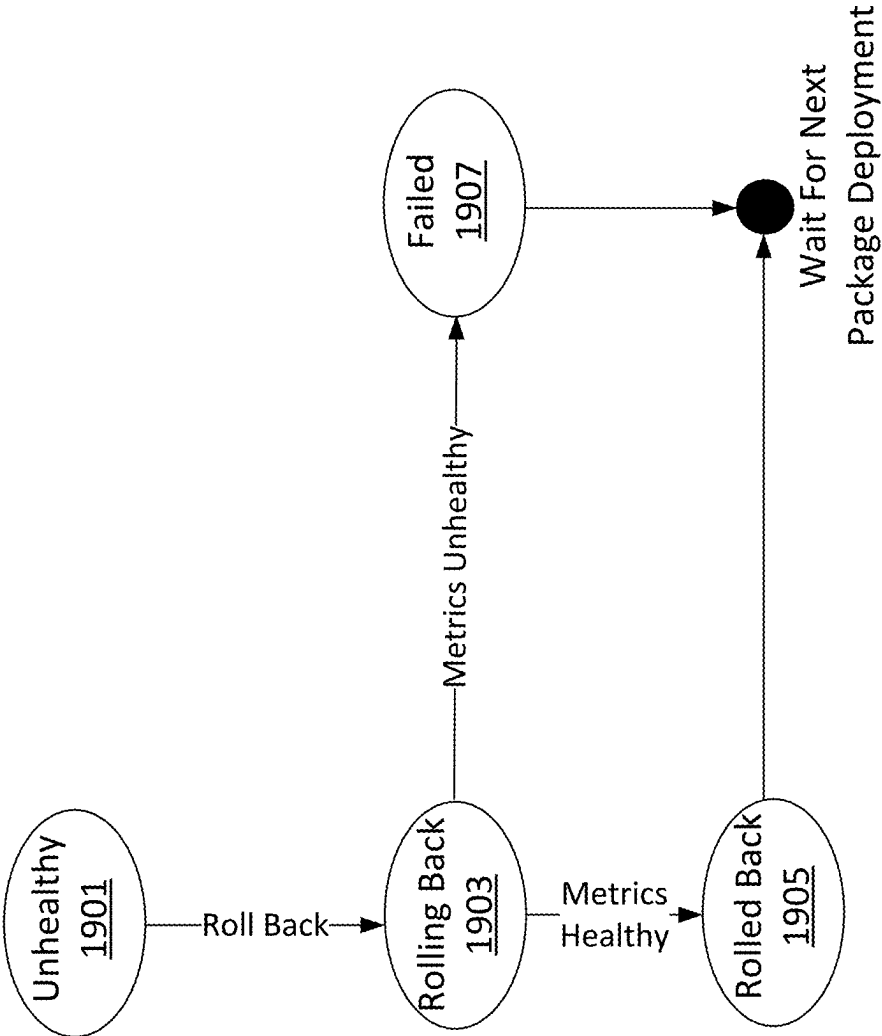 Unhealthy
1901
Roll Back
Rolling Back
1903
Metrics Unhealthy
Failed
1907
Metrics
Healthy
Rolled Back
1905
Wait For Next
Package Deployment